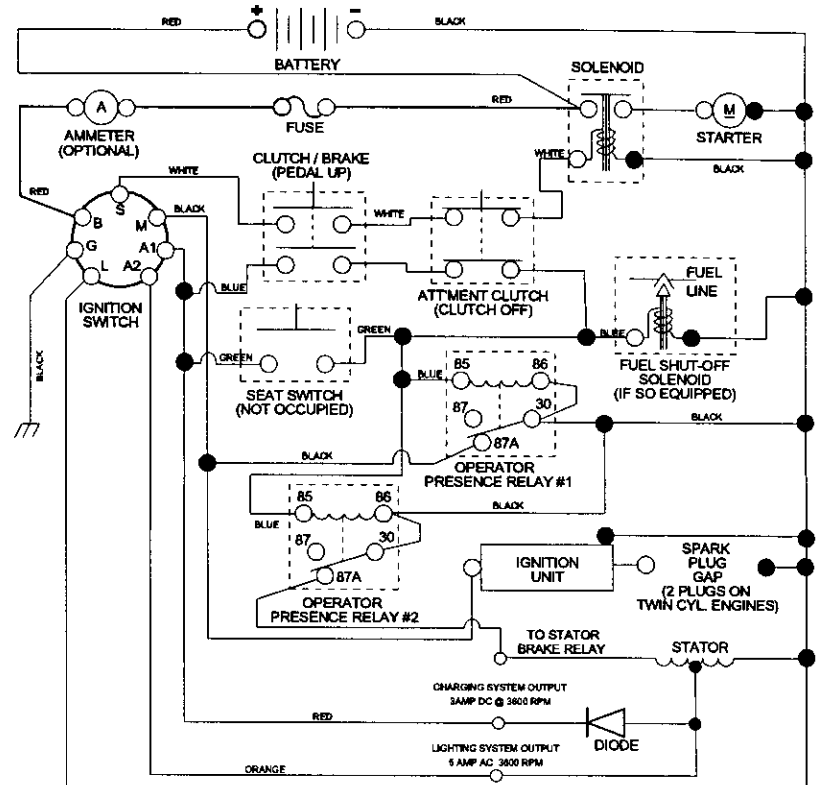 RED
+
-
BLACK
BATTERY
SOLENOID
A
RED
M
AMMETER
(OPTIONAL)
FUSE
STARTER
CLUTCH / BRAKE
(PEDAL UP)
WHITE
WHITE
BLACK
RED
S
B
M
BLACK
WHITE
G
A1
L
A2
BLUE
IGNITION
SWITCH
ATT'MENT CLUTCH
(CLUTCH OFF)
FUEL
LINE
BLACK
GREEN
GREEN
BLUE
SEAT SWITCH
(NOT OCCUPIED)
FUEL SHUT-OFF
SOLENOID
(IF SO EQUIPPED)
BLUE
85
86
87
30
87A
BLACK
BLACK
OPERATOR
PRESENCE RELAY #1
85
86
BLACK
BLUE
87
30
87A
OPERATOR
PRESENCE RELAY #2
IGNITION
UNIT
SPARK
PLUG
GAP
(2 PLUGS ON
TWIN CYL. ENGINES)
TO STATOR
BRAKE RELAY
STATOR
CHARGING SYSTEM OUTPUT
3AMP DC @ 3600 RPM
RED
DIODE
LIGHTING SYSTEM OUTPUT
5 AMP AC 3600 RPM
ORANGE